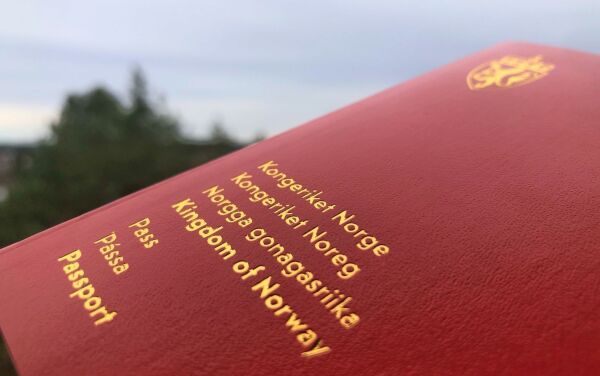 Kongeriket Norge
Kongeriket Noreg
Norgga gonagasriika
Kingdom of Norway
Pass
Pássa
Passport